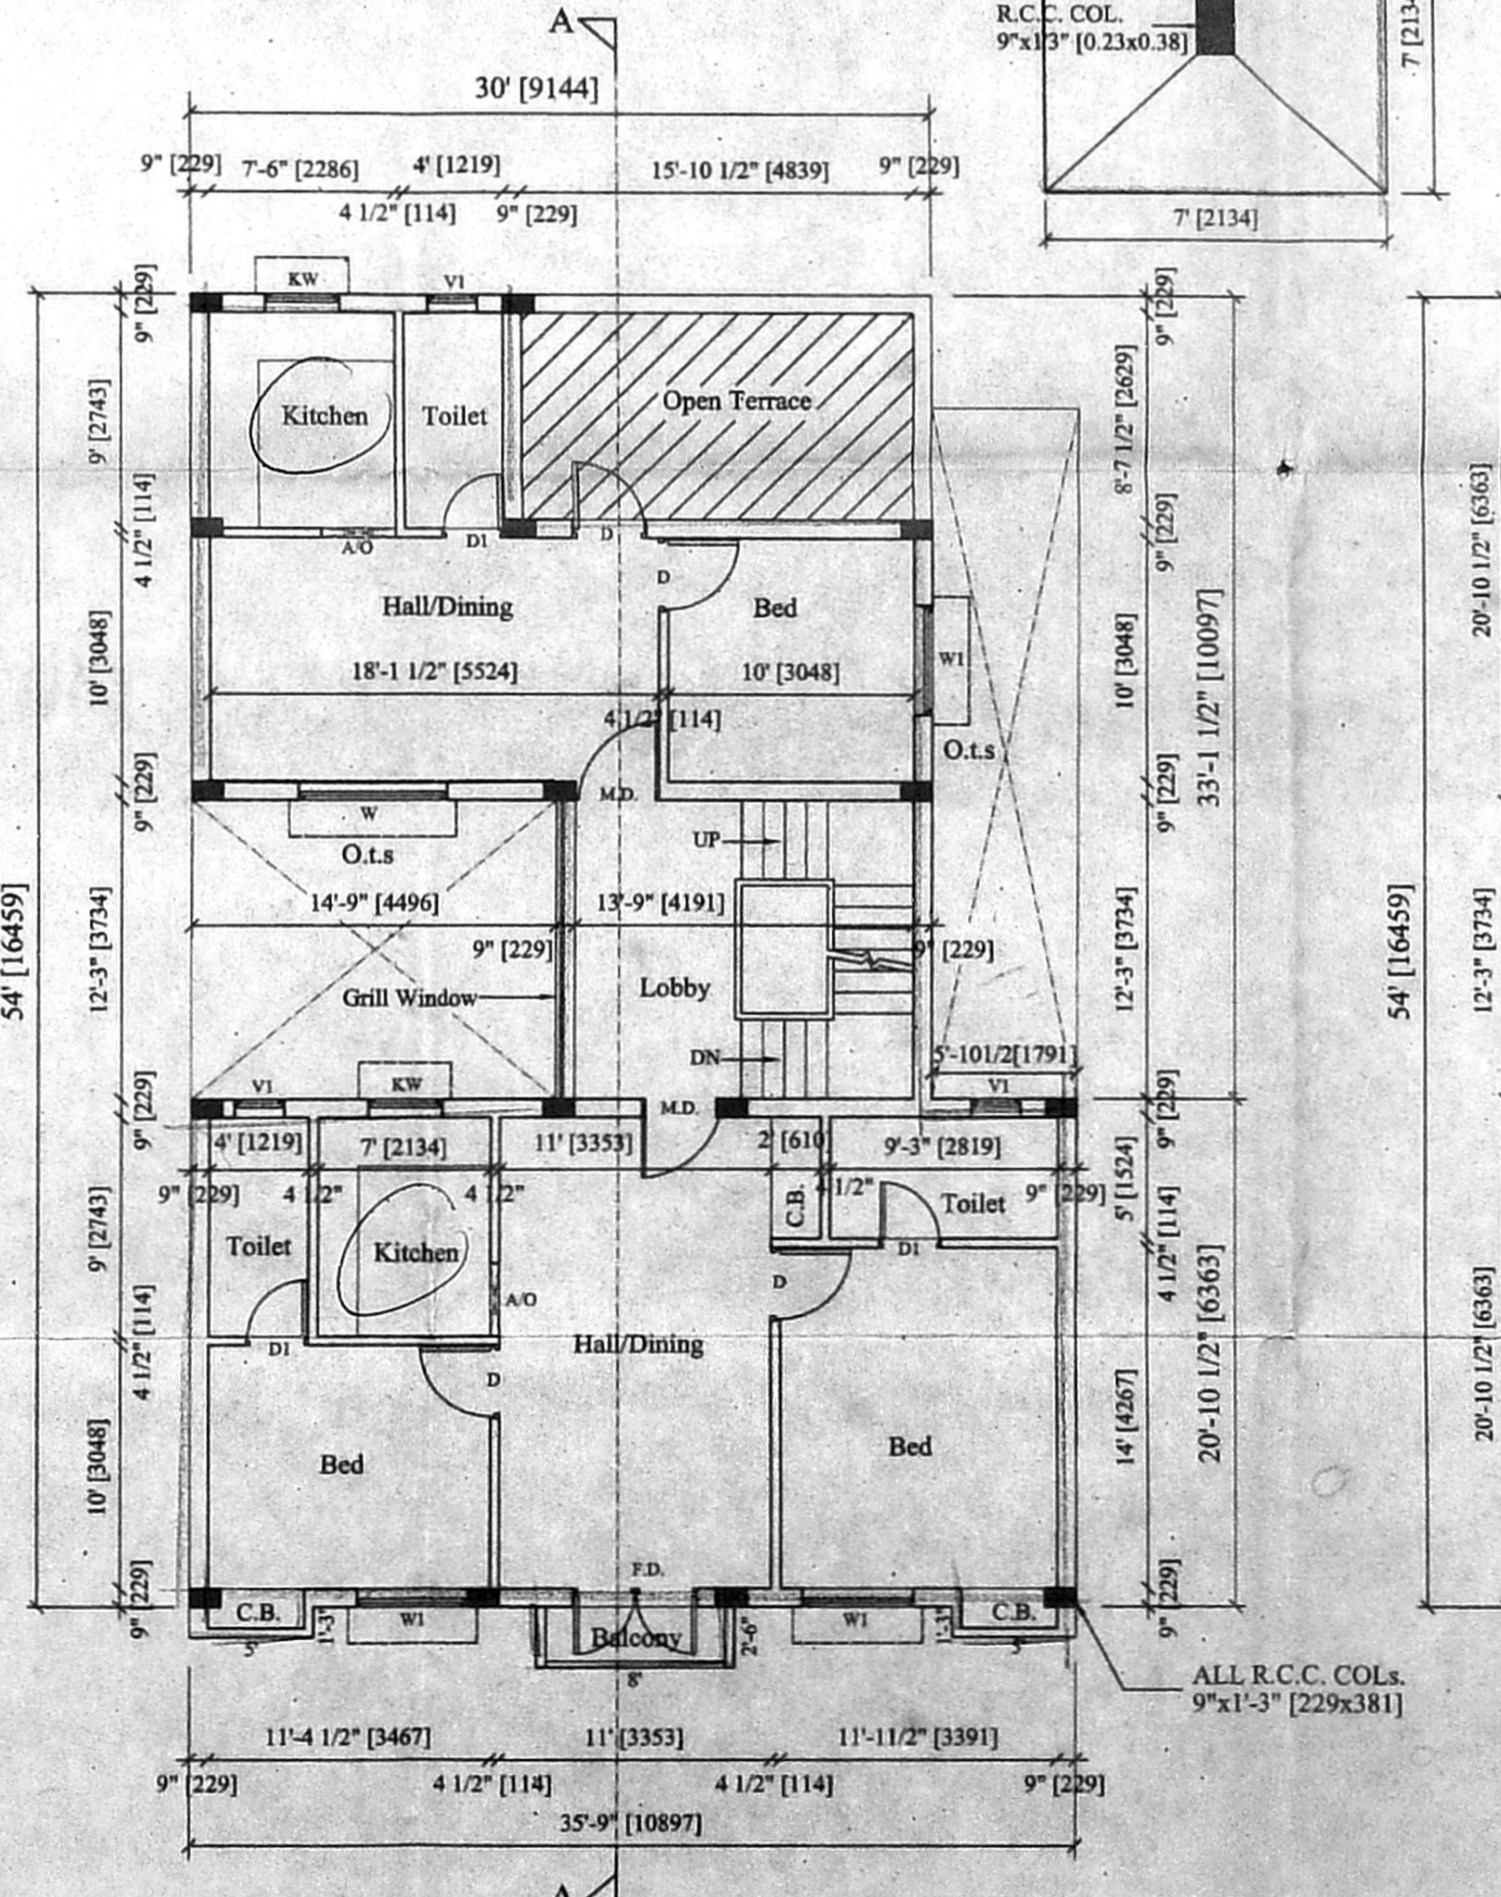 R.C.C. COL.
9"x1'3" [0.23x0.38]
A
30' [9144]
9" [229]
7'-6" [2286]
4' [1219]
15'-10 1/2" [4839]
9" [229]
4 1/2" [114]
9" [229]
7' [2134]
KW
V1
9" [229]
9' [2743]
4 1/2" [114]
10' [3048]
9" [229]
12'-3" [3734]
54' [16459]
9" [229]
9' [2743]
4 1/2" [114]
10' [3048]
9" [229]
Kitchen
Toilet
Open Terrace
A/O
D1
D
D
Hall/Dining
Bed
18'-1 1/2" [5524]
10' [3048]
W1
4 1/2" [114]
O.t.s
M.D.
W
O.t.s
UP
14'-9" [4496]
13'-9" [4191]
9" [229]
9" [229]
Lobby
Grill Window
DN
5'-101/2[1791]
V1
KW
M.D.
V1
4' [1219]
7' [2134]
11' [3353]
2' [610]
9'-3" [2819]
9" [229]
4 1/2"
4 1/2"
4 1/2"
9" [229]
C.B.
Toilet
Toilet
Kitchen
D1
D
A/O
Hall/Dining
D1
D
Bed
Bed
F.D.
C.B.
1'-3"
W1
Balcony
2'-6"
W1
1'-3"
C.B.
5'
8'
5'
ALL R.C.C. COLs.
9"x1'-3" [229x381]
11'-4 1/2" [3467]
11' [3353]
11'-11/2" [3391]
9" [229]
4 1/2" [114]
4 1/2" [114]
9" [229]
35'-9" [10897]
A
9" [229]
8'-7 1/2" [2629]
9" [229]
10' [3048]
9" [229]
12'-3" [3734]
9" [229]
5' [1524]
4 1/2" [114]
14' [4267]
9" [229]
33'-1 1/2" [10097]
20'-10 1/2" [6363]
54' [16459]
20'-10 1/2" [6363]
12'-3" [3734]
20'-10 1/2" [6363]